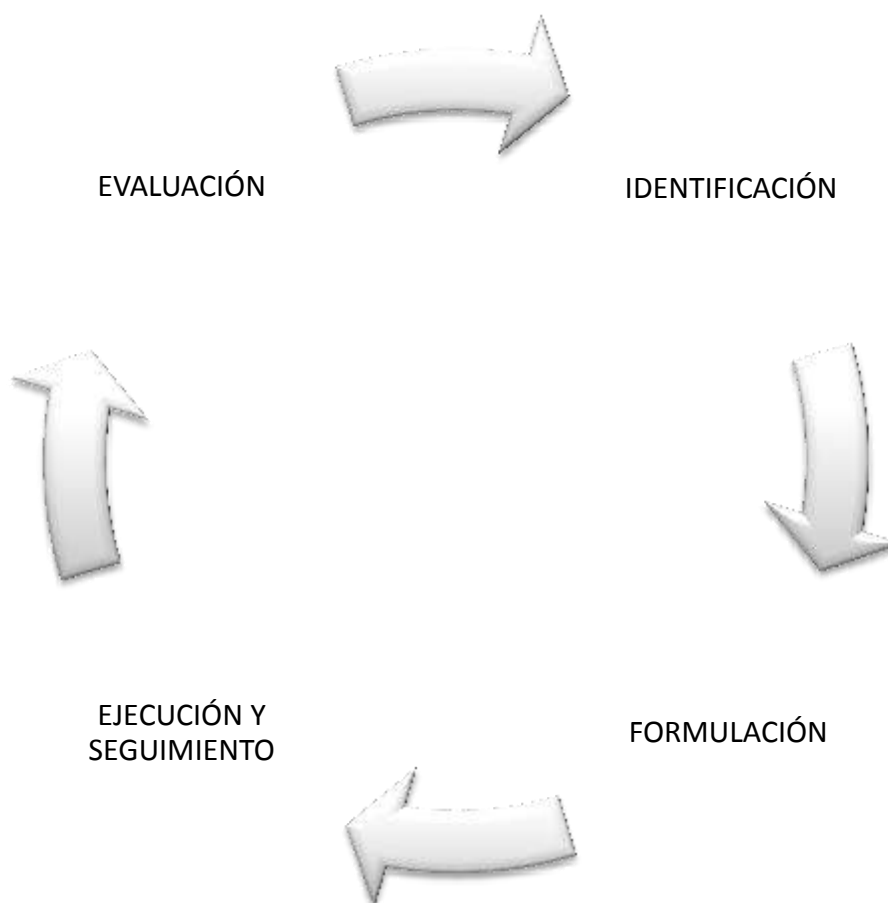 EVALUACIÓN
IDENTIFICACIÓN
EJECUCIÓN Y
SEGUIMIENTO
FORMULACIÓN